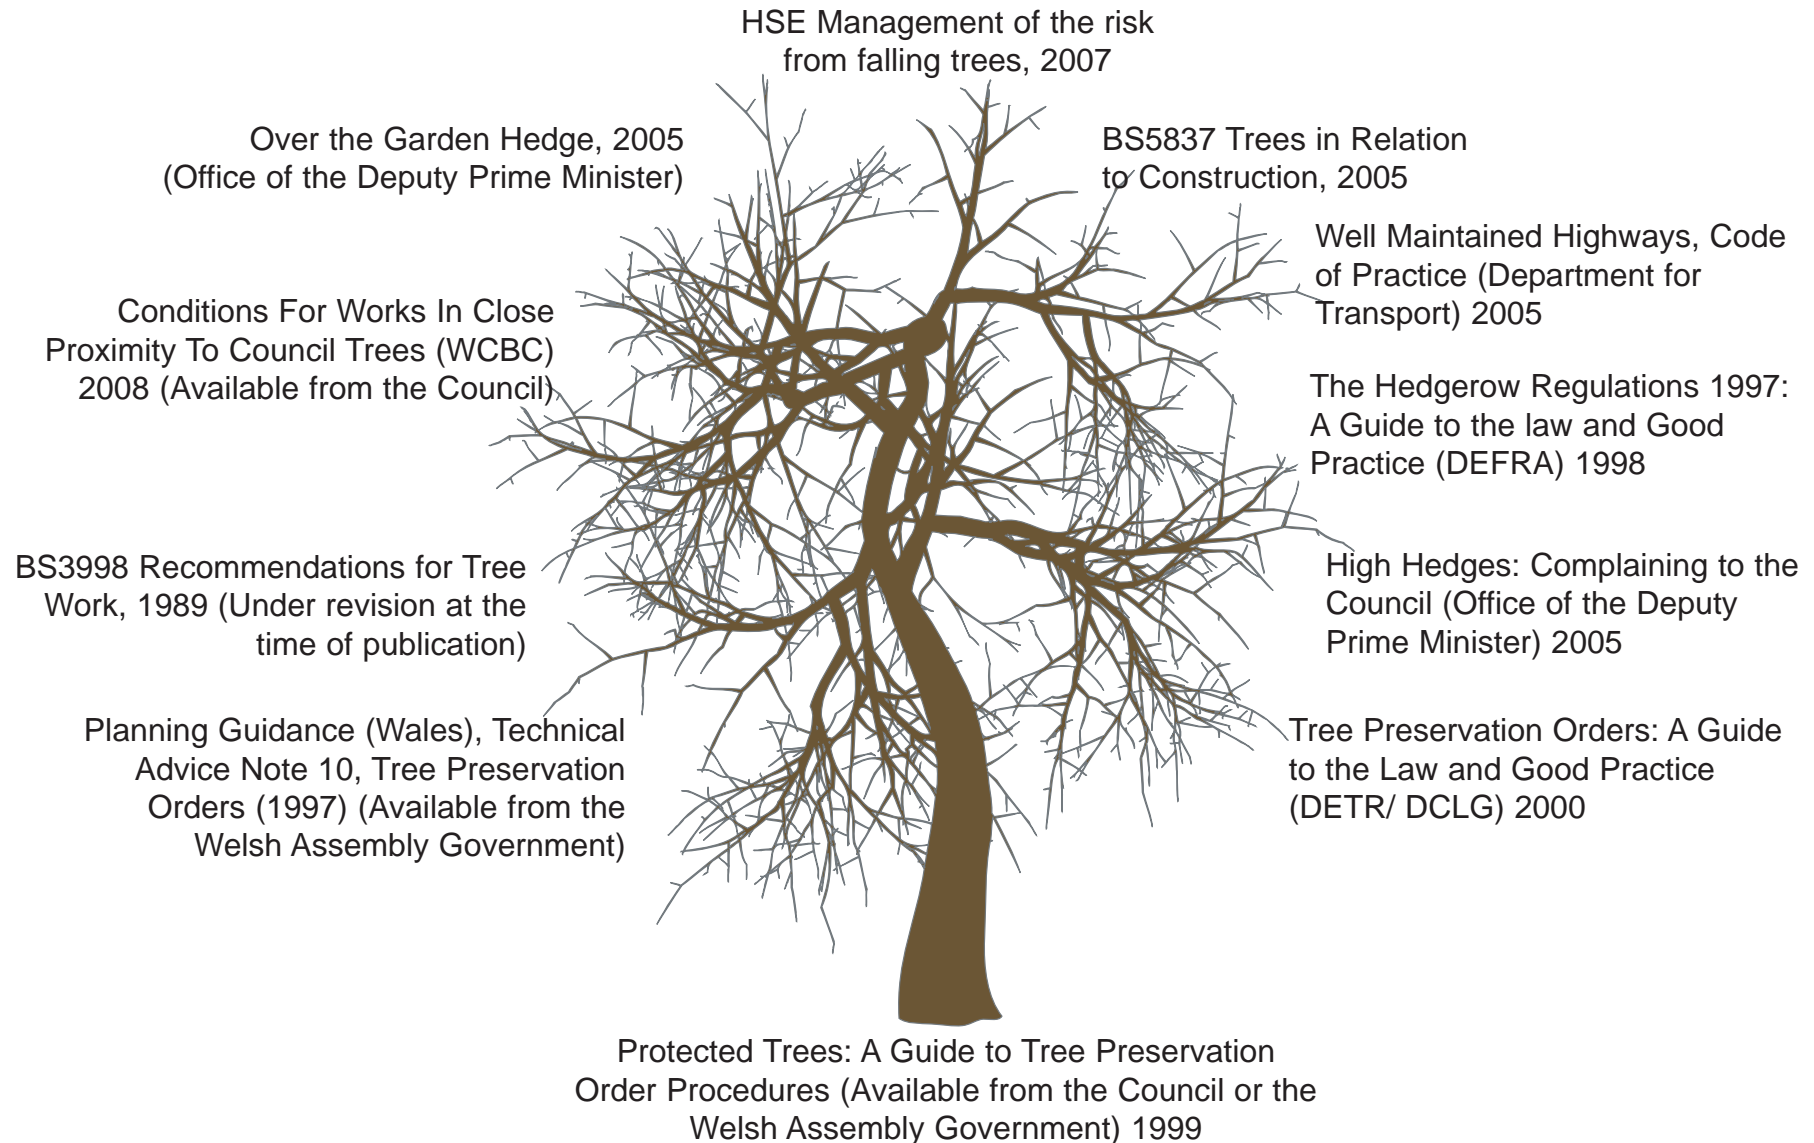 HSE Management of the risk
from falling trees, 2007
Over the Garden Hedge, 2005
(Office of the Deputy Prime Minister)
BS5837 Trees in Relation
to Construction, 2005
Well Maintained Highways, Code
of Practice (Department for
Transport) 2005
Conditions For Works In Close
Proximity To Council Trees (WCBC)
2008 (Available from the Council)
The Hedgerow Regulations 1997:
A Guide to the law and Good
Practice (DEFRA) 1998
BS3998 Recommendations for Tree
Work, 1989 (Under revision at the
time of publication)
High Hedges: Complaining to the
Council (Office of the Deputy
Prime Minister) 2005
Planning Guidance (Wales), Technical
Advice Note 10, Tree Preservation
Orders (1997) (Available from the
Welsh Assembly Government)
Tree Preservation Orders: A Guide
to the Law and Good Practice
(DETR/ DCLG) 2000
Protected Trees: A Guide to Tree Preservation
Order Procedures (Available from the Council or the
Welsh Assembly Government) 1999